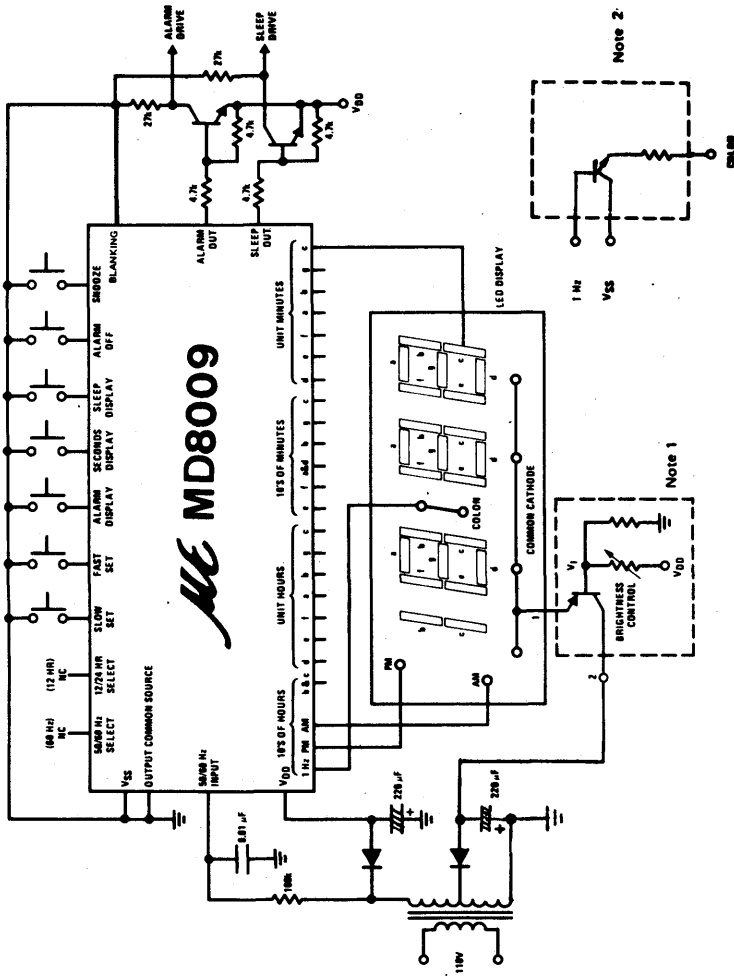 (60 Hz)
NC
(12 HR)
NC
50/60 Hz
SELECT
12/24 HR
SELECT
SLOW
SET
FAST
SET
ALARM
DISPLAY
SECONDS
DISPLAY
SLEEP
DISPLAY
ALARM
OFF
SNOOZE
BLANKING
VSS
OUTPUT COMMON SOURCE
50/60 Hz
INPUT
VDD
ME MD8009
ALARM
OUT
SLEEP
OUT
4.7k
4.7k
4.7k
4.7k
27k
27k
ALARM
DRIVE
SLEEP
DRIVE
VDD
10'S OF HOURS
UNIT HOURS
10'S OF MINUTES
UNIT MINUTES
1 Hz
PM
AM
b & c
a&d
0.01 µF
100k
220 µF
+
220 µF
+
110V
PM
AM
b
c
a
b
f
g
e
c
d
COLON
a
b
f
g
e
c
d
a
b
f
g
e
c
d
COMMON CATHODE
LED DISPLAY
1
2
V1
BRIGHTNESS
CONTROL
VDD
Note 1
1 Hz
VSS
Note 2